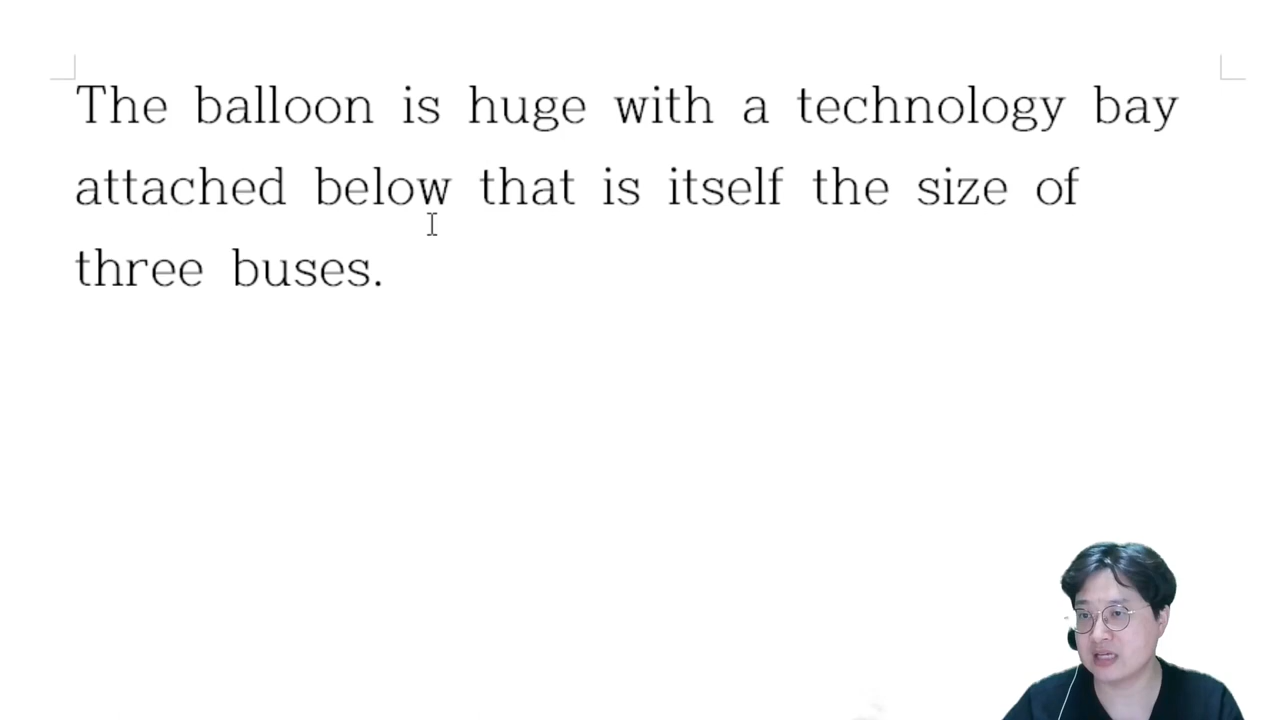 The balloon is huge with a technology bay
attached below that is itself the size of
three buses.